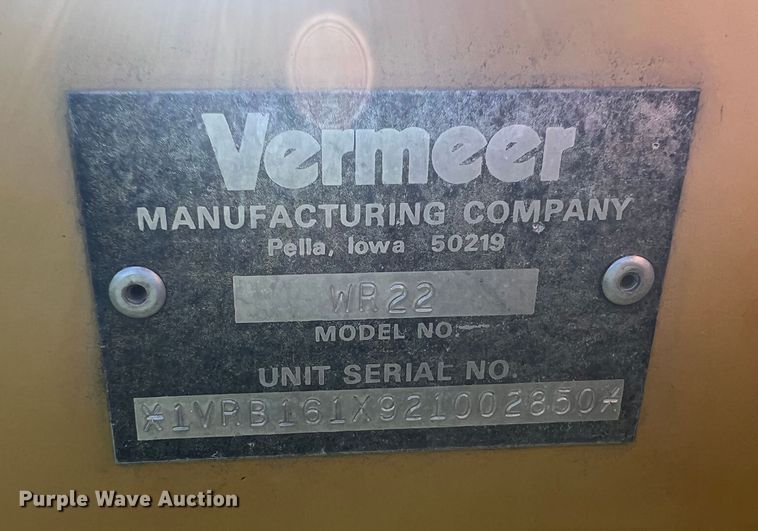 Vermeer
MANUFACTURING COMPANY
Pella, Iowa 50219
WR22
MODEL NO.
UNIT SERIAL NO.
*1VRB161X921002850*
Purple Wave Auction